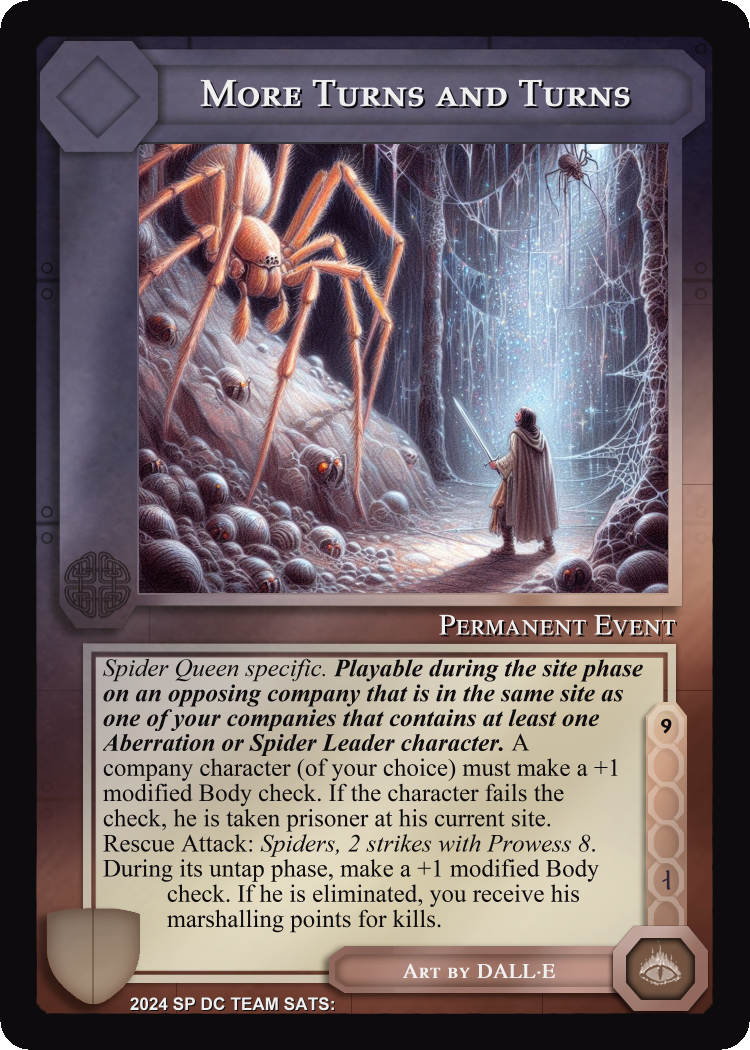 More Turns and Turns
Permanent Event
Spider Queen specific. Playable during the site phase
on an opposing company that is in the same site as
one of your companies that contains at least one
Aberration or Spider Leader character. A
company character (of your choice) must make a +1
modified Body check. If the character fails the
check, he is taken prisoner at his current site.
Rescue Attack: Spiders, 2 strikes with Prowess 8.
During its untap phase, make a +1 modified Body
check. If he is eliminated, you receive his
marshalling points for kills.
9
Art by DALL·E
2024 SP DC TEAM SATS: